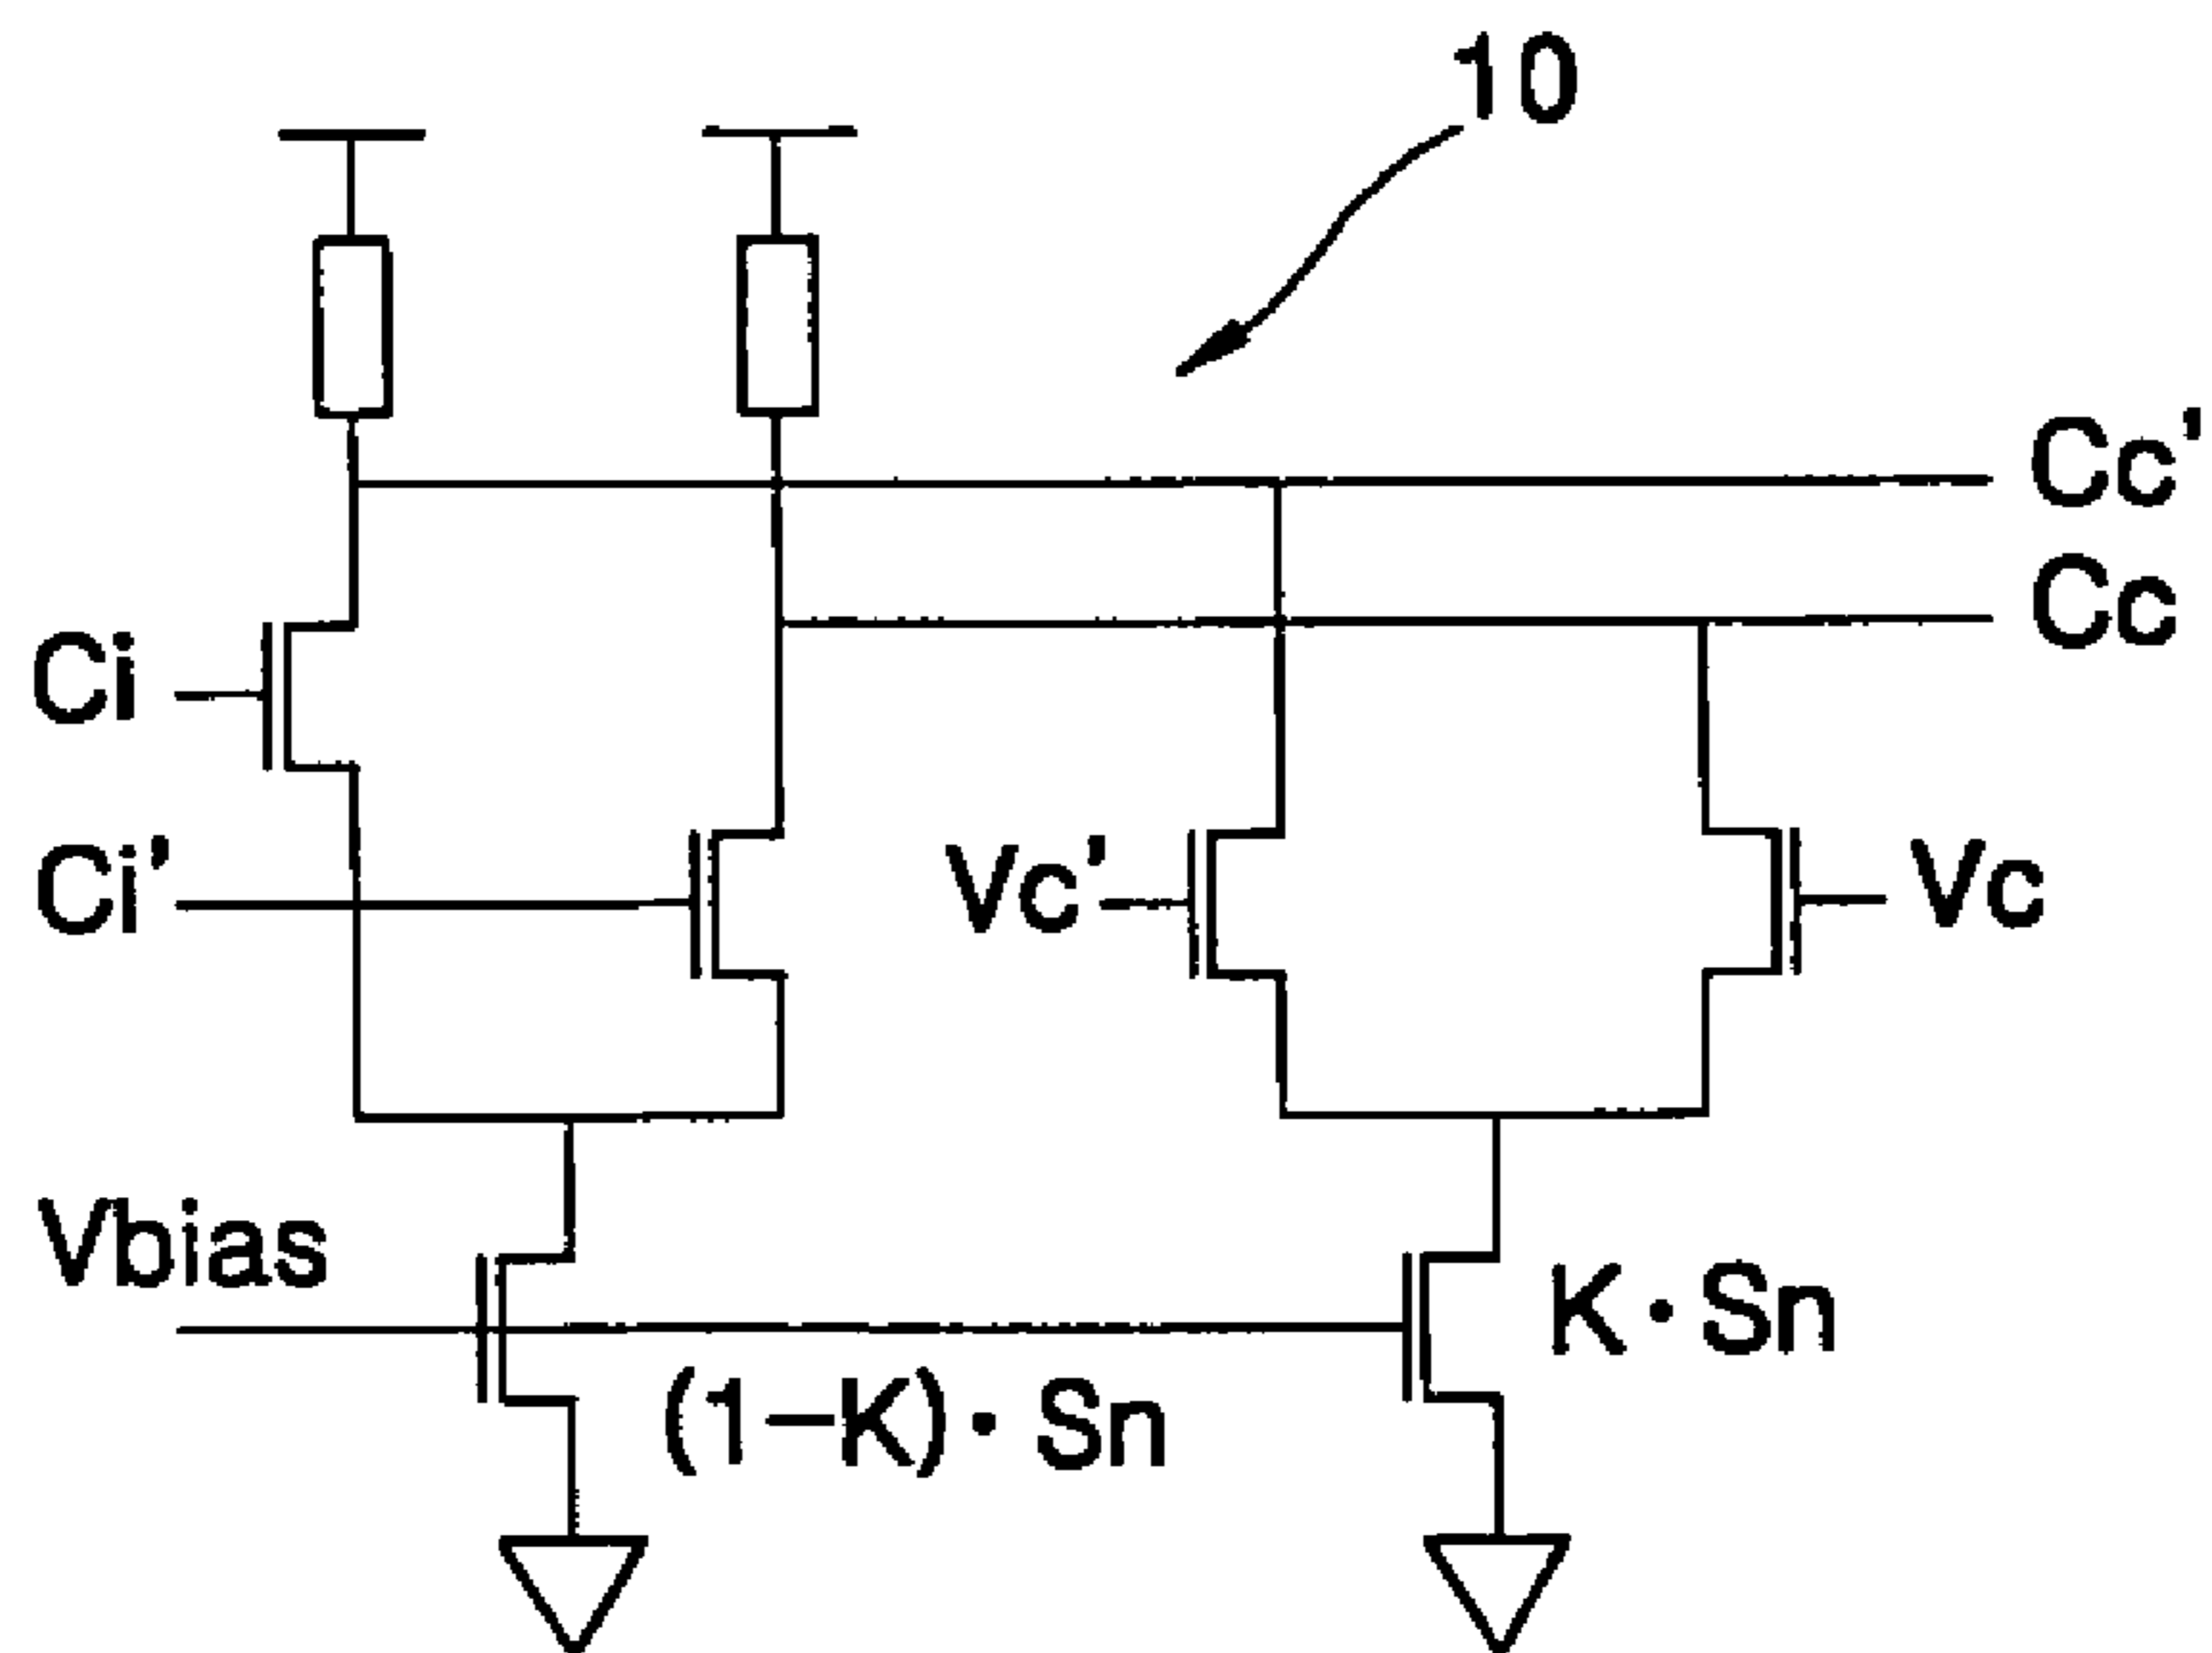 10
Cc'
Cc
Ci
Ci'
Vc'
Vc
Vbias
K · Sn
(1–K) · Sn